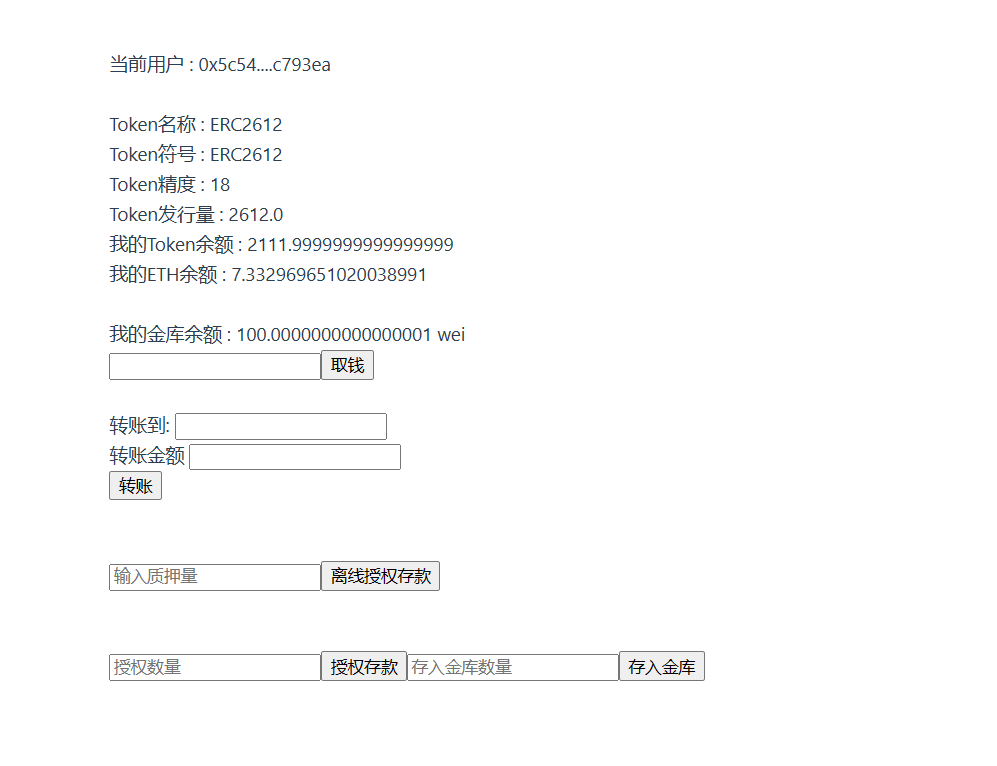 当前用户 : 0x5c54....c793ea
Token名称 : ERC2612
Token符号 : ERC2612
Token精度 : 18
Token发行量 : 2612.0
我的Token余额 : 2111.9999999999999999
我的ETH余额 : 7.332969651020038991
我的金库余额 : 100.0000000000000001 wei
取钱
转账到:
转账金额
转账
输入质押量 离线授权存款
授权数量 授权存款 存入金库数量 存入金库